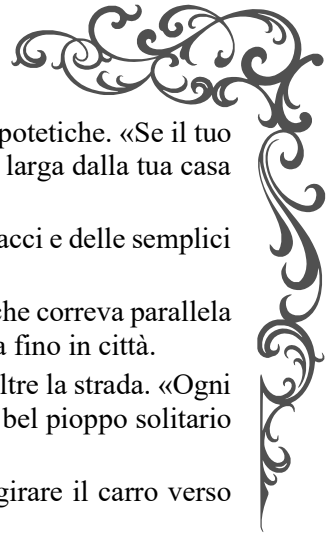 potetiche. «Se il tuo
larga dalla tua casa
acci e delle semplici
che correva parallela
a fino in città.
ltre la strada. «Ogni
bel pioppo solitario
girare il carro verso